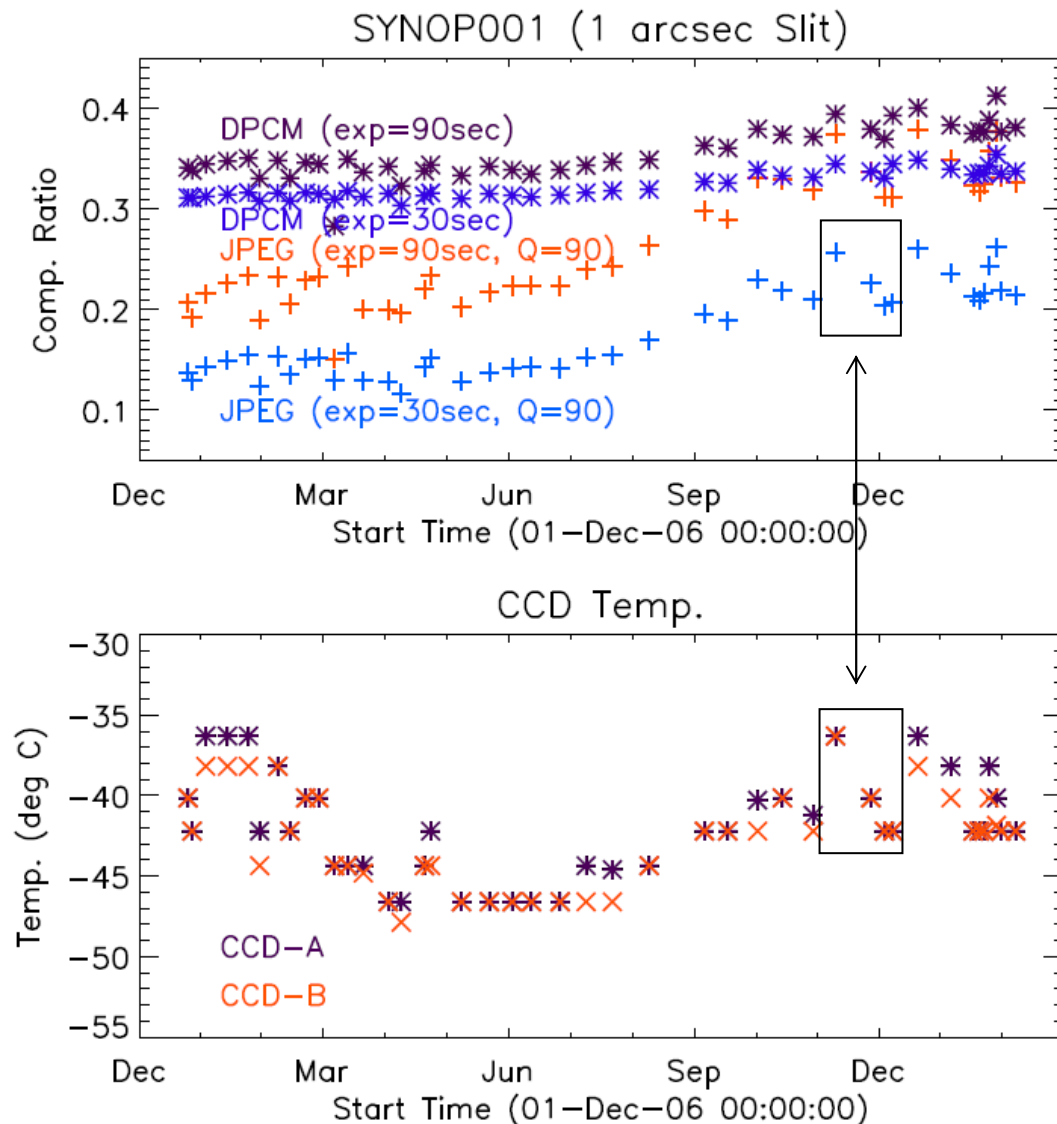 SYNOP001 (1 arcsec Slit)
Comp. Ratio
0.4
0.3
0.2
0.1
DPCM (exp=90sec)
DPCM (exp=30sec)
JPEG (exp=90sec, Q=90)
JPEG (exp=30sec, Q=90)
Dec Mar Jun Sep Dec
Start Time (01-Dec-06 00:00:00)
CCD Temp.
Temp. (deg C)
-30
-35
-40
-45
-50
-55
CCD-A
CCD-B
Dec Mar Jun Sep Dec
Start Time (01-Dec-06 00:00:00)